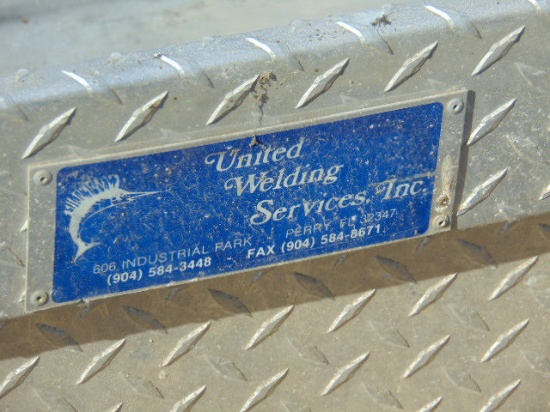 United
Welding
Services, Inc.
606 INDUSTRIAL PARK PERRY, FL 32347
(904) 584-3448 - FAX (904) 584-8671